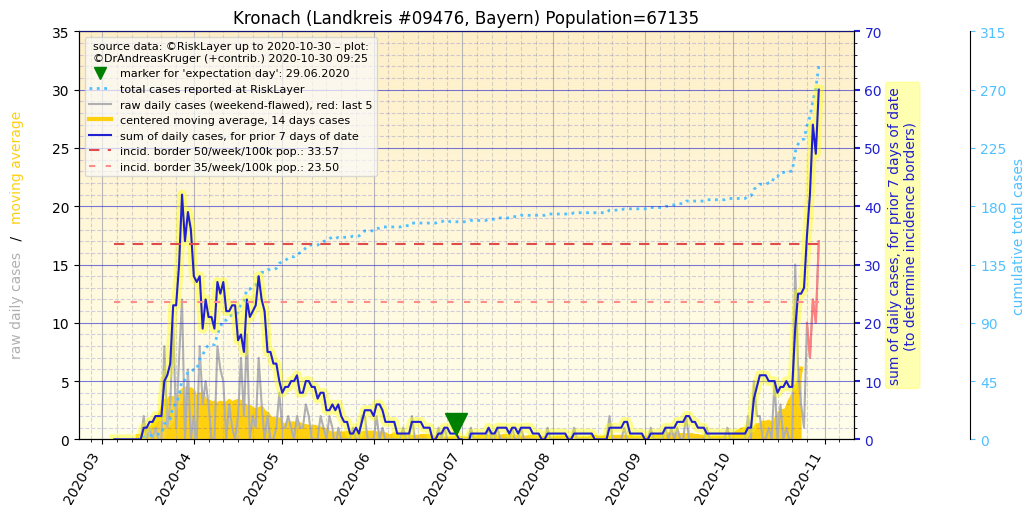 Kronach (Landkreis #09476, Bayern) Population=67135
source data: ©RiskLayer up to 2020-10-30 – plot:
©DrAndreasKruger (+contrib.) 2020-10-30 09:25
marker for 'expectation day': 29.06.2020
total cases reported at RiskLayer
raw daily cases (weekend-flawed), red: last 5
centered moving average, 14 days cases
sum of daily cases, for prior 7 days of date
incid. border 50/week/100k pop.: 33.57
incid. border 35/week/100k pop.: 23.50
raw daily cases / moving average
35
30
25
20
15
10
5
0
2020-03
2020-04
2020-05
2020-06
2020-07
2020-08
2020-09
2020-10
2020-11
70
60
50
40
30
20
10
0
sum of daily cases, for prior 7 days of date
(to determine incidence borders)
315
270
225
180
135
90
45
0
cumulative total cases